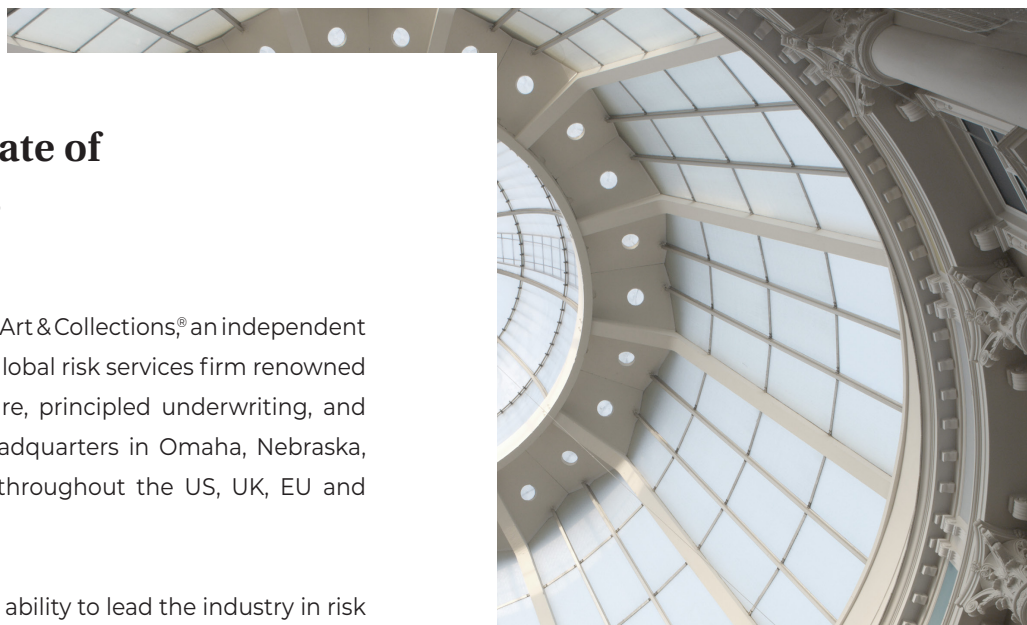 ate of
Art & Collections,® an independent
lobal risk services firm renowned
re, principled underwriting, and
adquarters in Omaha, Nebraska,
throughout the US, UK, EU and
ability to lead the industry in risk